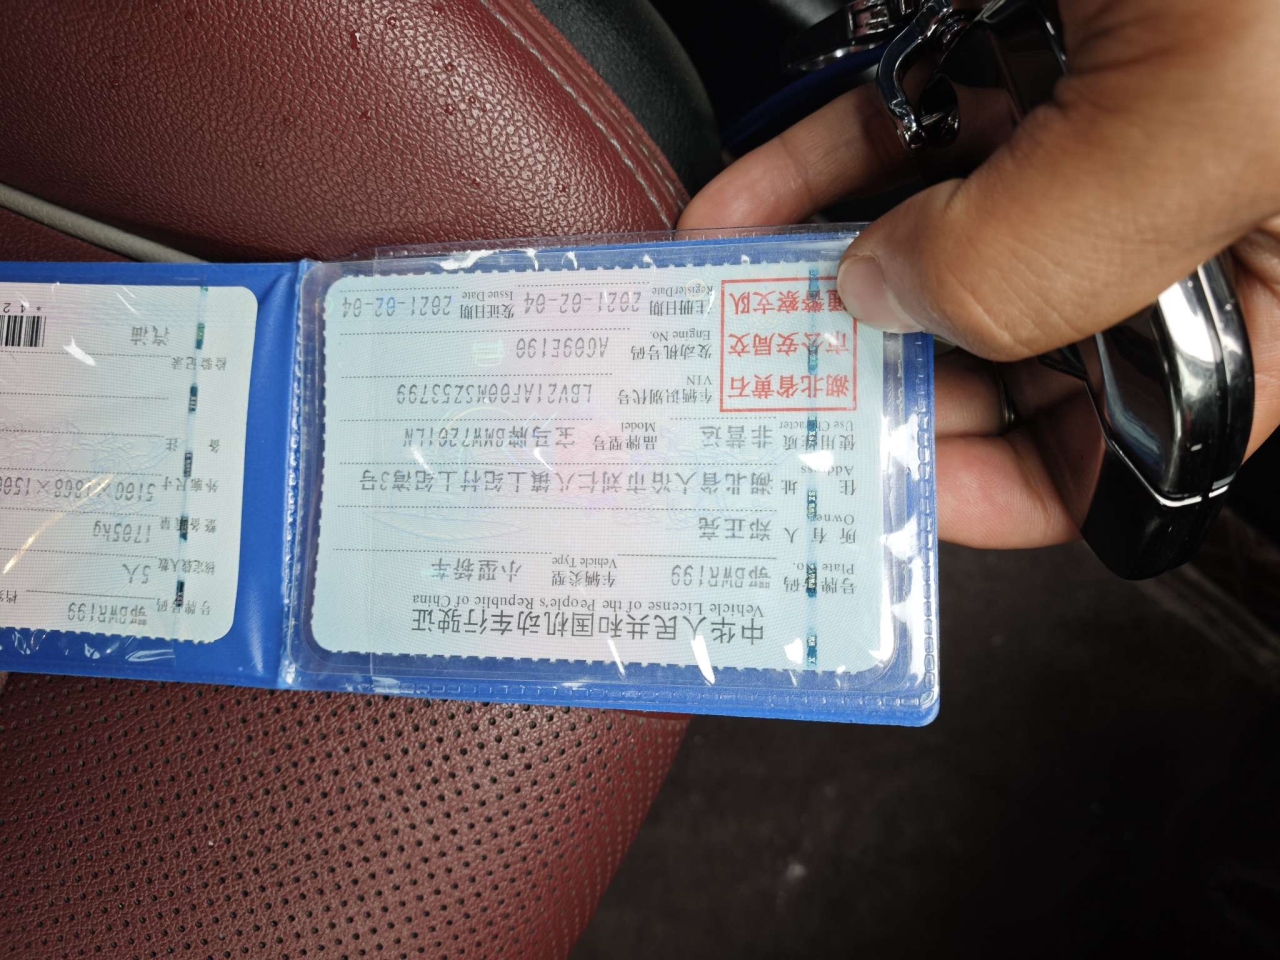 中华人民共和国机动车行驶证
Vehicle License of the People's Republic of China
号牌号码 Plate No. 鄂BWR199 车辆类型 Vehicle Type 小型轿车
所有人 Owner 郑正亮
住址 Address 湖北省大冶市刘仁八镇上纪村上纪湾3号
使用性质 Use Character 非营运 品牌型号 Model 宝马牌BMW7201LN
湖北省黄石
市公安局交
通警察支队
车辆识别代号 VIN
发动机号码 Engine No.
注册日期 Register Date 2021-02-04 发证日期 Issue Date 2021-02-04
号牌号码 鄂BWR199
核定载人数 5人
整备质量 1705kg
外廓尺寸 5100×1868×150
备注
检验记录
汽油
*42